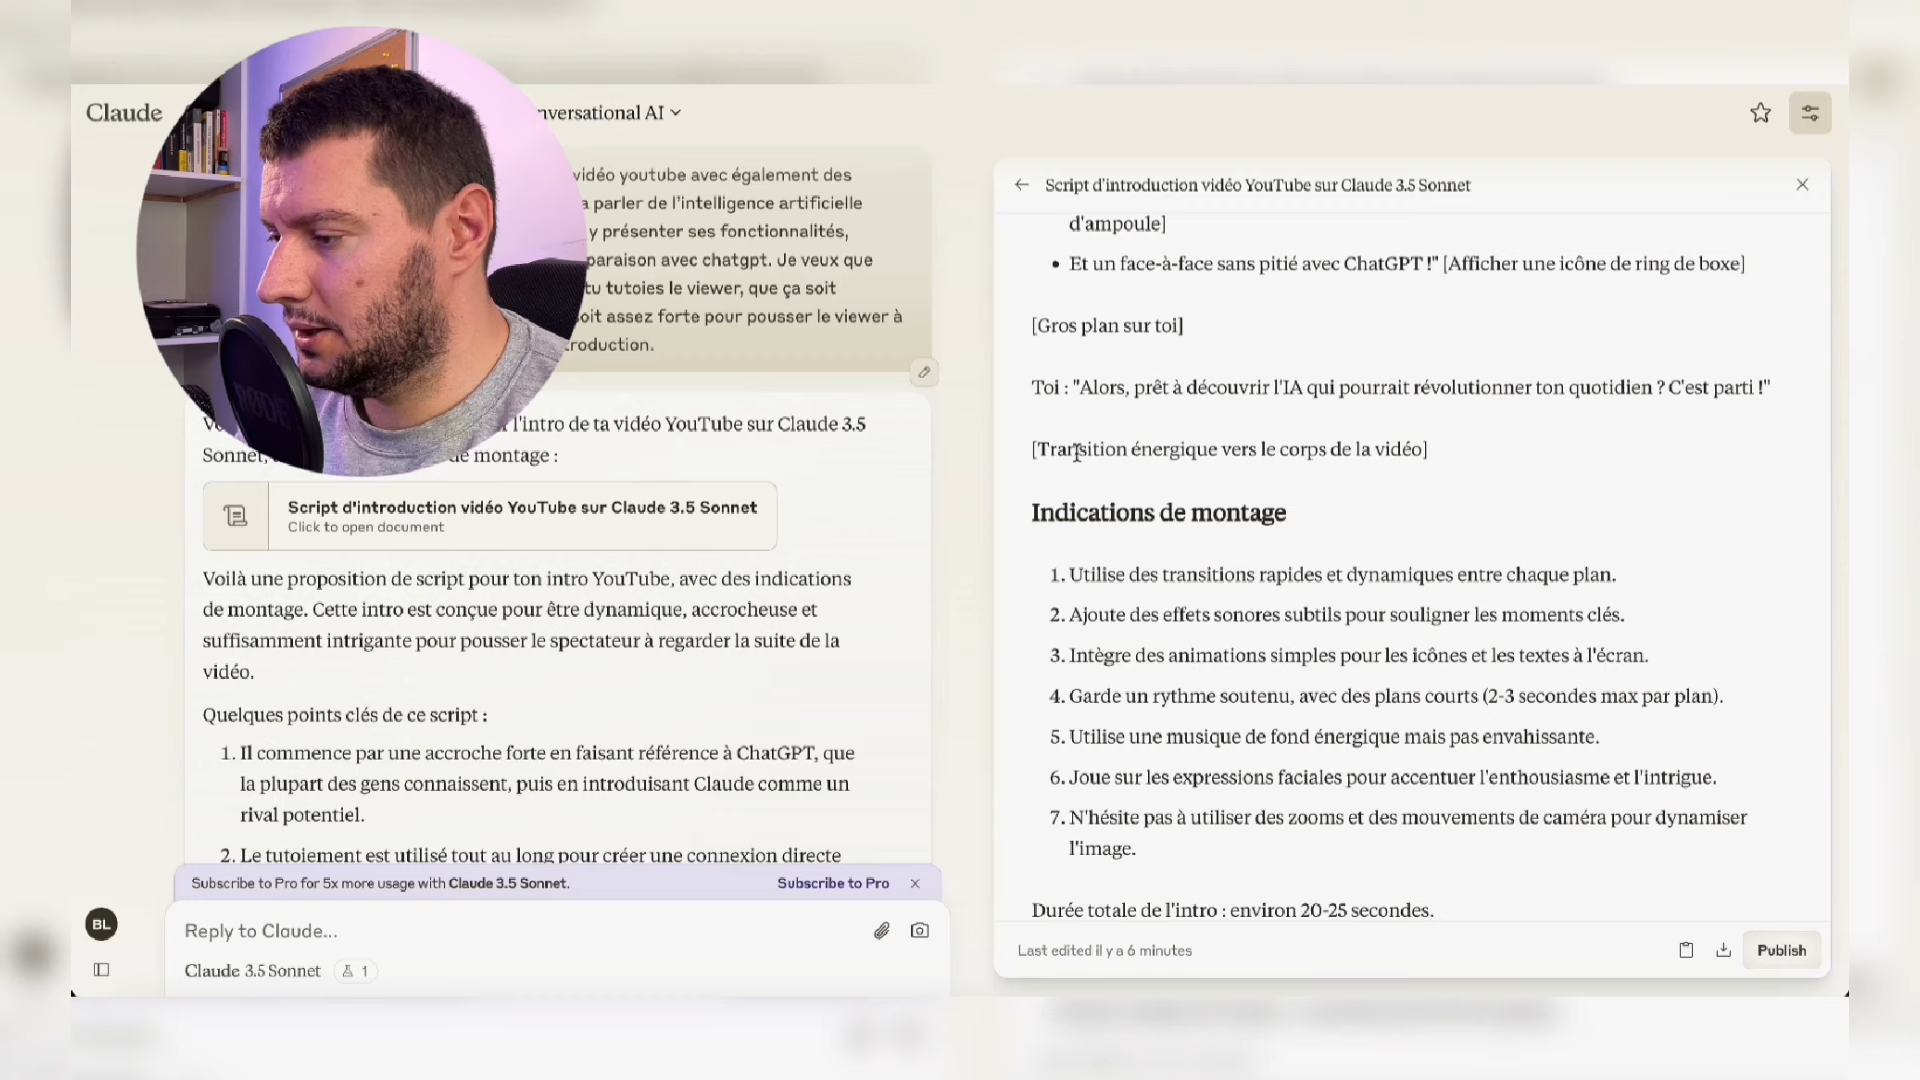 Claude
nversational AI
vidéo youtube avec également des
a parler de l'intelligence artificielle
y présenter ses fonctionnalités,
paraison avec chatgpt. Je veux que
tu tutoies le viewer, que ça soit
soit assez forte pour pousser le viewer à
troduction.
l'intro de ta vidéo YouTube sur Claude 3.5
Sonnet, de montage :
Script d'introduction vidéo YouTube sur Claude 3.5 Sonnet
Click to open document
Voilà une proposition de script pour ton intro YouTube, avec des indications
de montage. Cette intro est conçue pour être dynamique, accrocheuse et
suffisamment intrigante pour pousser le spectateur à regarder la suite de la
vidéo.
Quelques points clés de ce script :
1. Il commence par une accroche forte en faisant référence à ChatGPT, que
la plupart des gens connaissent, puis en introduisant Claude comme un
rival potentiel.
2. Le tutoiement est utilisé tout au long pour créer une connexion directe
Subscribe to Pro for 5x more usage with Claude 3.5 Sonnet.
Subscribe to Pro
BL
Reply to Claude...
Claude 3.5 Sonnet
1
Script d'introduction vidéo YouTube sur Claude 3.5 Sonnet
d'ampoule]
• Et un face-à-face sans pitié avec ChatGPT !" [Afficher une icône de ring de boxe]
[Gros plan sur toi]
Toi : "Alors, prêt à découvrir l'IA qui pourrait révolutionner ton quotidien ? C'est parti !"
[Transition énergique vers le corps de la vidéo]
Indications de montage
1. Utilise des transitions rapides et dynamiques entre chaque plan.
2. Ajoute des effets sonores subtils pour souligner les moments clés.
3. Intègre des animations simples pour les icônes et les textes à l'écran.
4. Garde un rythme soutenu, avec des plans courts (2-3 secondes max par plan).
5. Utilise une musique de fond énergique mais pas envahissante.
6. Joue sur les expressions faciales pour accentuer l'enthousiasme et l'intrigue.
7. N'hésite pas à utiliser des zooms et des mouvements de caméra pour dynamiser
l'image.
Durée totale de l'intro : environ 20-25 secondes.
Last edited il y a 6 minutes
Publish
RØDE